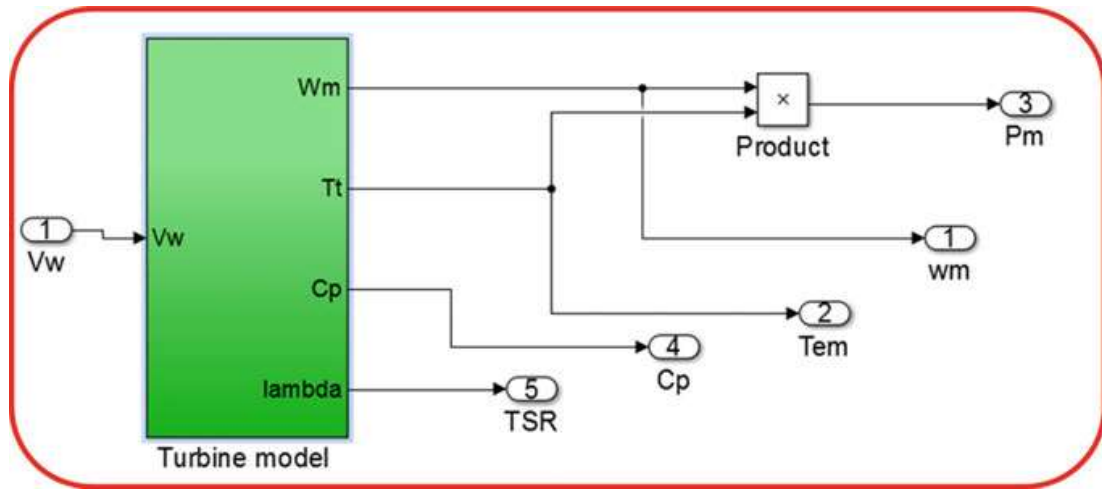 Wm
×
3
Product
Pm
Tt
1
Vw
Vw
1
wm
Cp
2
Tem
4
Cp
lambda
5
TSR
Turbine model